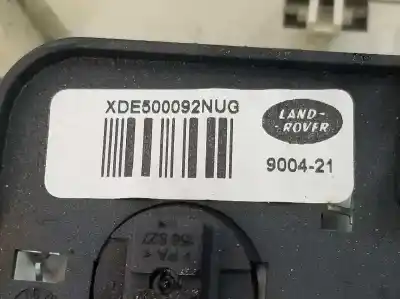 XDE500092NUG
LAND-
-ROVER
9004-21